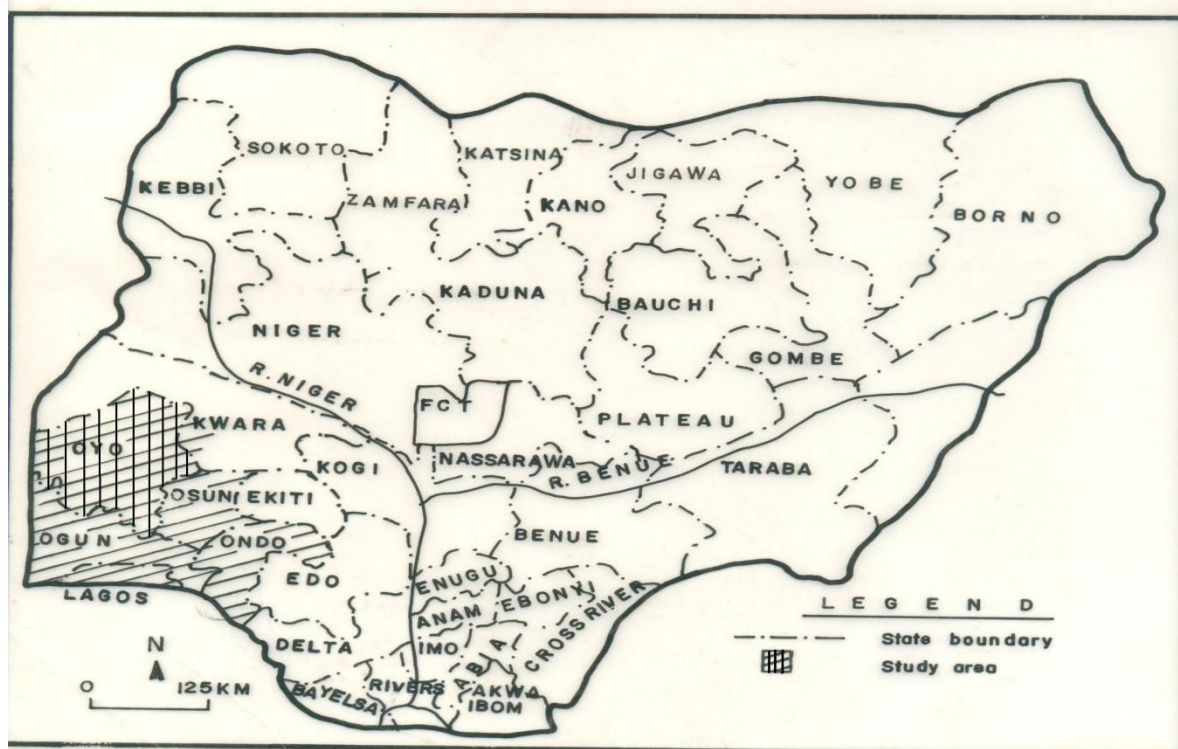 SOKOTO
KATSINA
JIGAWA
KEBBI
ZAMFARA
KANO
YOBE
BORNO
KADUNA
BAUCHI
NIGER
GOMBE
R. NIGER
FCT
PLATEAU
KWARA
OYO
KOGI
NASSARAWA
R. BENUE
TARABA
OSUN
EKITI
BENUE
OGUN
ONDO
EDO
ENUGU
EBONYI
ANAM
CROSS RIVER
LAGOS
DELTA
IMO
ABIA
RIVERS
BAYELSA
AKWA
IBOM
N
0 125KM
LEGEND
State boundary
Study area